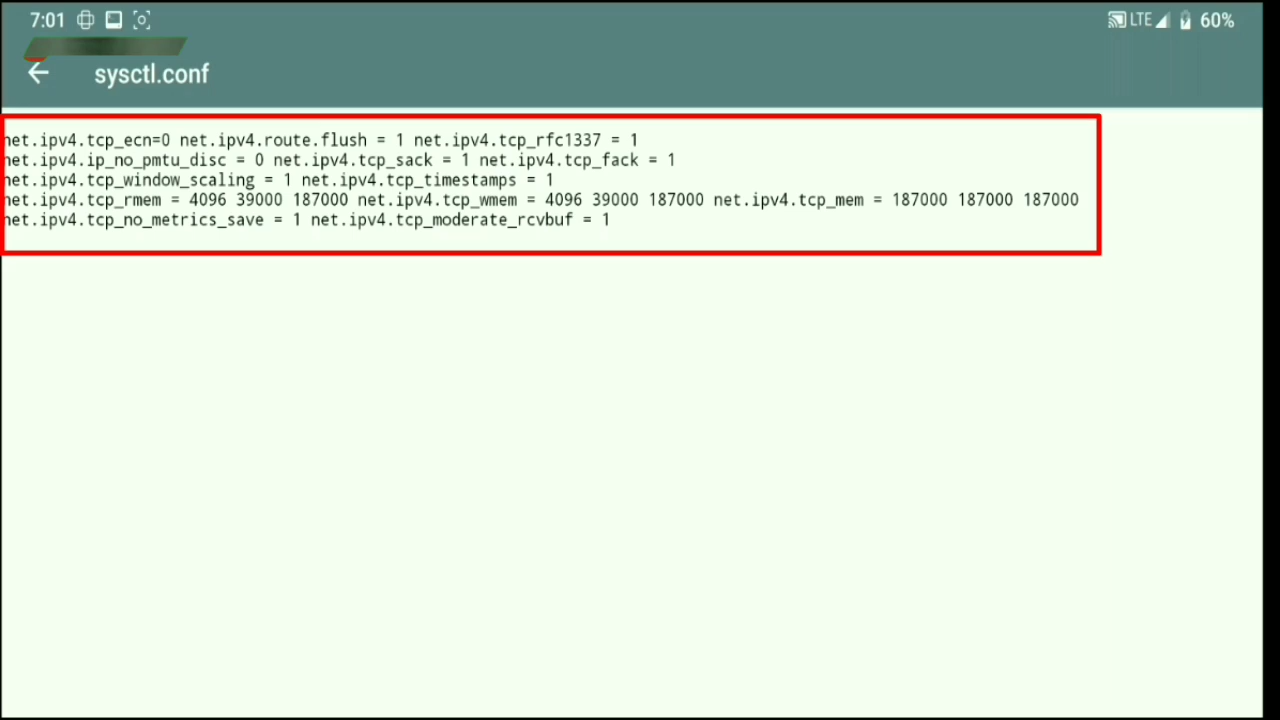 7:01 LTE 60%
sysctl.conf
net.ipv4.tcp_ecn=0 net.ipv4.route.flush = 1 net.ipv4.tcp_rfc1337 = 1
net.ipv4.ip_no_pmtu_disc = 0 net.ipv4.tcp_sack = 1 net.ipv4.tcp_fack = 1
net.ipv4.tcp_window_scaling = 1 net.ipv4.tcp_timestamps = 1
net.ipv4.tcp_rmem = 4096 39000 187000 net.ipv4.tcp_wmem = 4096 39000 187000 net.ipv4.tcp_mem = 187000 187000 187000
net.ipv4.tcp_no_metrics_save = 1 net.ipv4.tcp_moderate_rcvbuf = 1